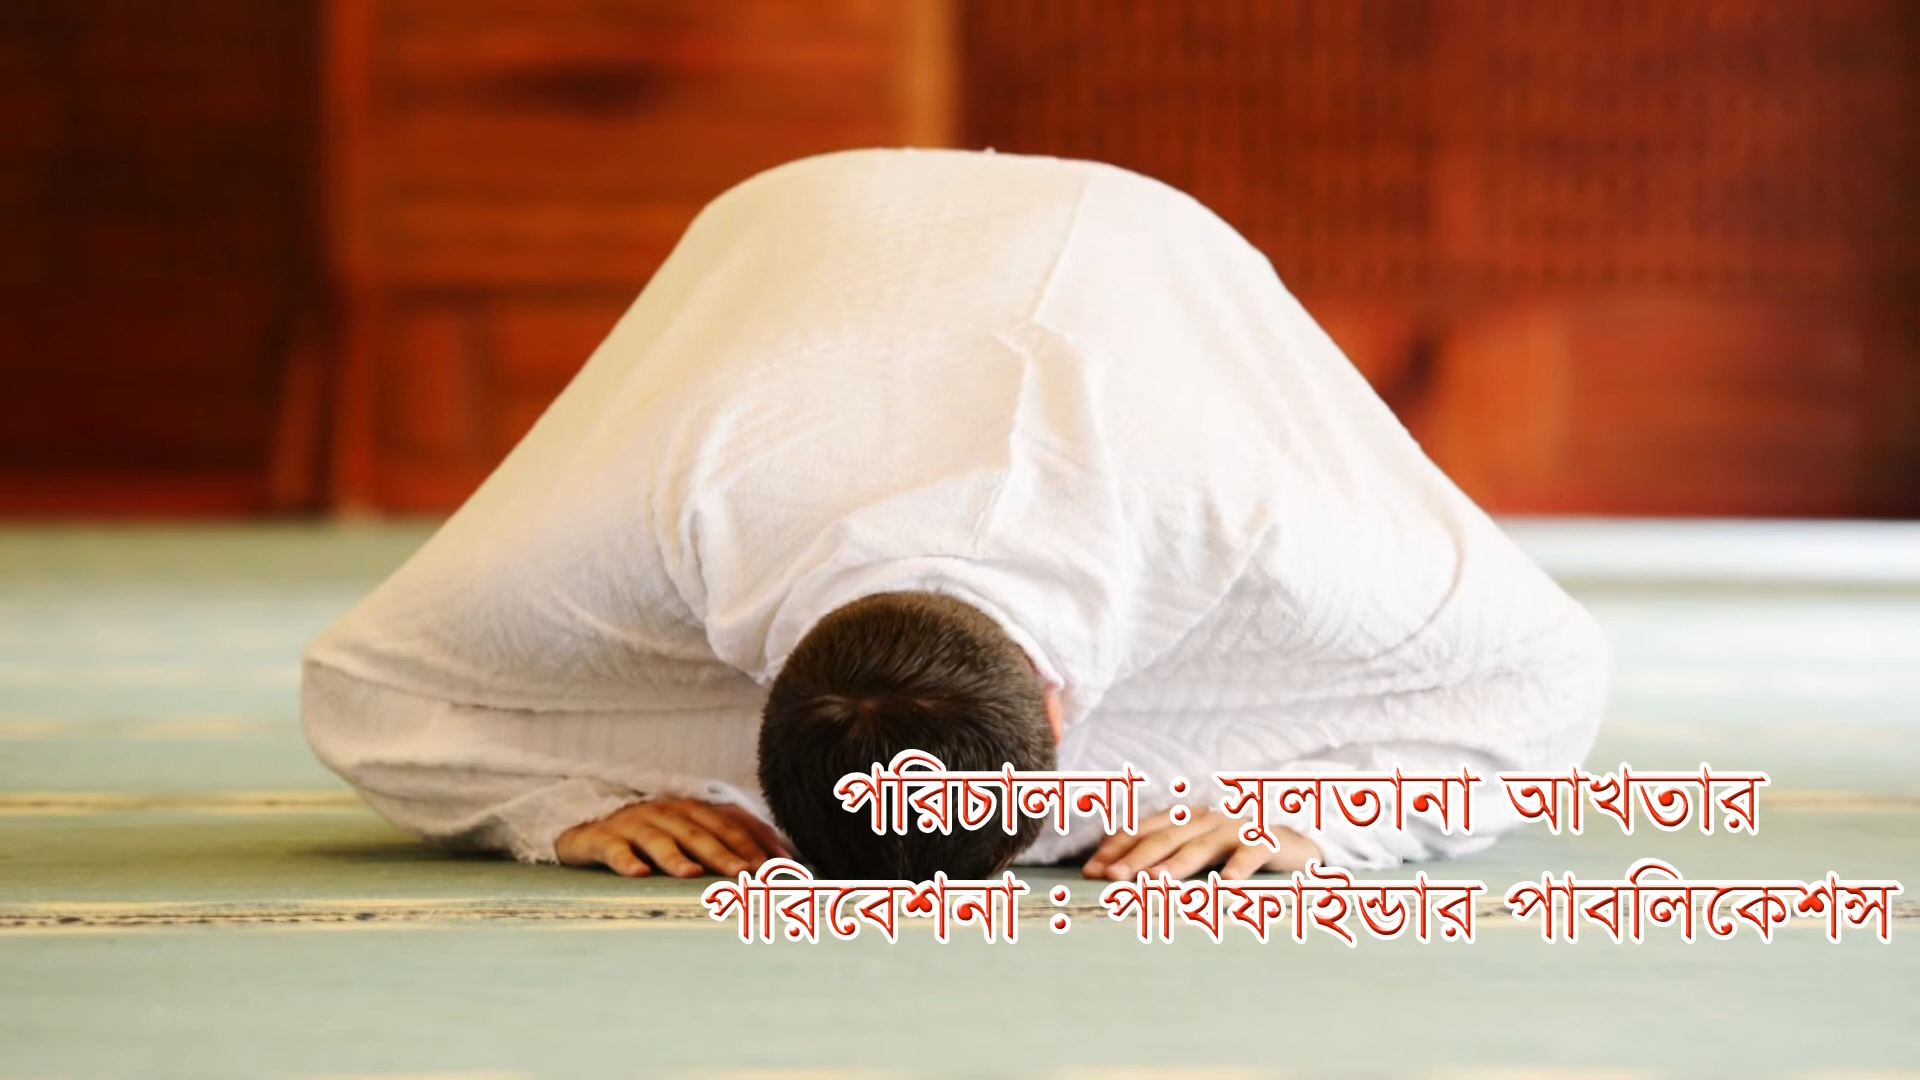 পরিচালনা : সুলতানা আখতার
পরিবেশনা : পাথফাইন্ডার পাবলিকেশন্স